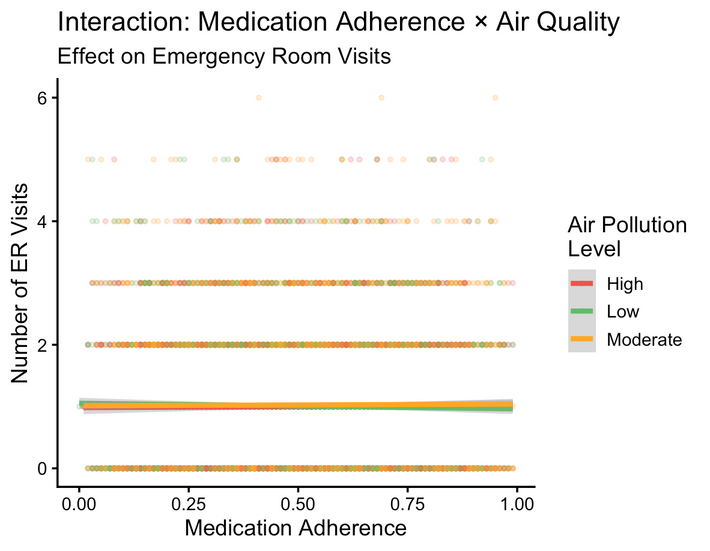 Interaction: Medication Adherence × Air Quality
Effect on Emergency Room Visits
Number of ER Visits
6
4
2
0
0.00 0.25 0.50 0.75 1.00
Medication Adherence
Air Pollution
Level
High
Low
Moderate